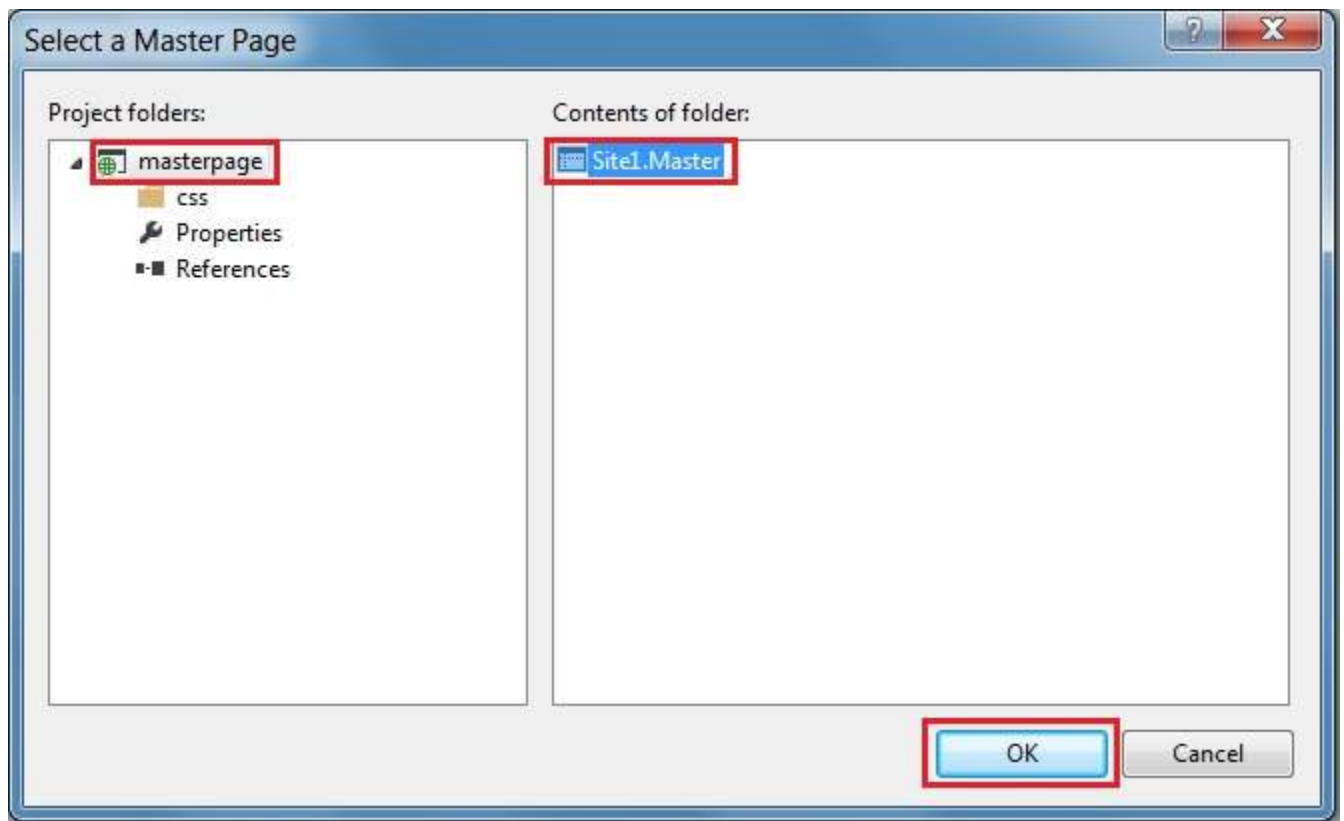 Select a Master Page
Project folders:
Contents of folder:
masterpage
css
Properties
References
Site1.Master
OK
Cancel